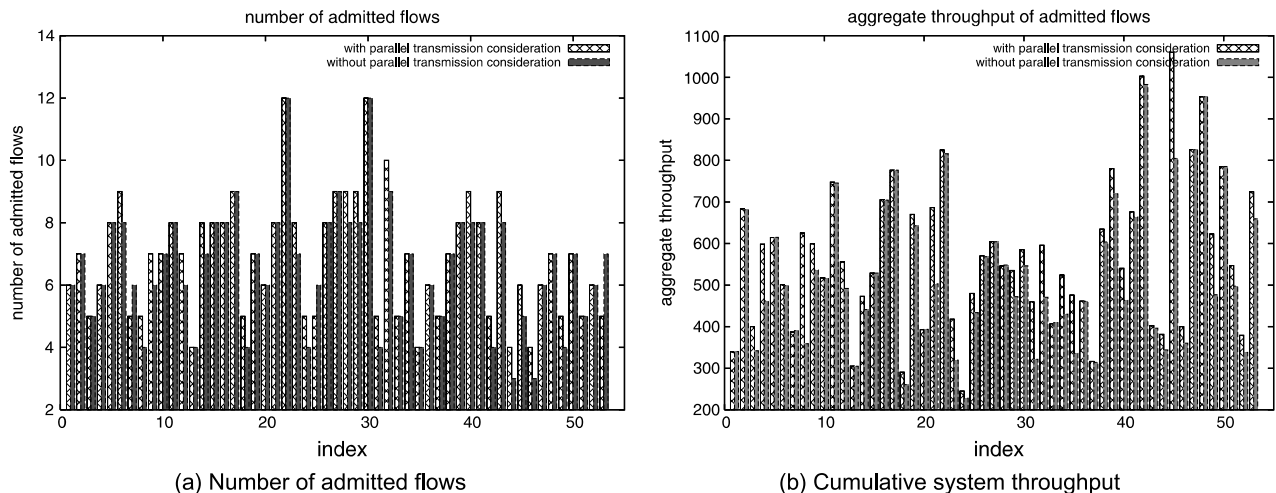 number of admitted flows
14
12
10
8
6
4
2
number of admitted flows
with parallel transmission consideration
without parallel transmission consideration
0
10
20
30
40
50
index
(a) Number of admitted flows
aggregate throughput of admitted flows
1100
1000
900
800
700
600
500
400
300
200
aggregate throughput
with parallel transmission consideration
without parallel transmission consideration
10
20
30
40
50
index
(b) Cumulative system throughput